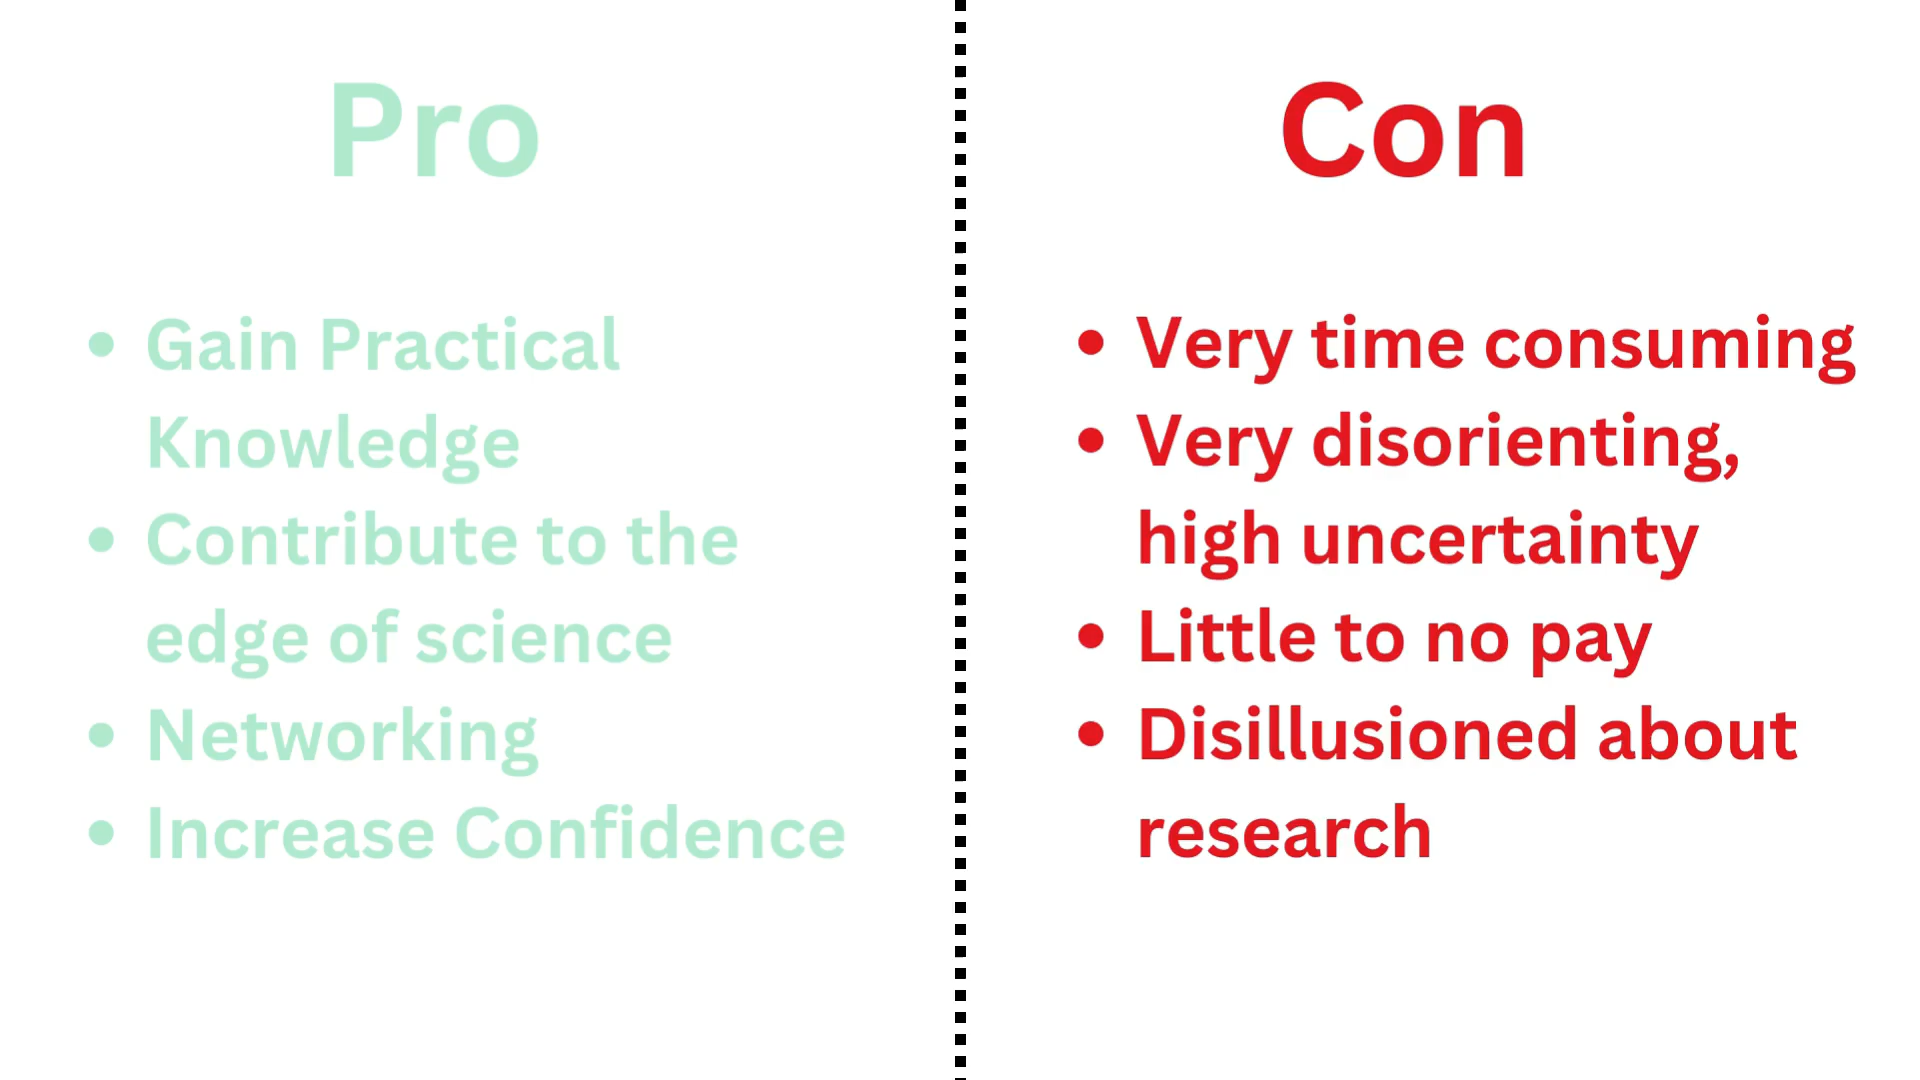 Pro
• Gain Practical
Knowledge
• Contribute to the
edge of science
• Networking
• Increase Confidence
Con
• Very time consuming
• Very disorienting,
high uncertainty
• Little to no pay
• Disillusioned about
research